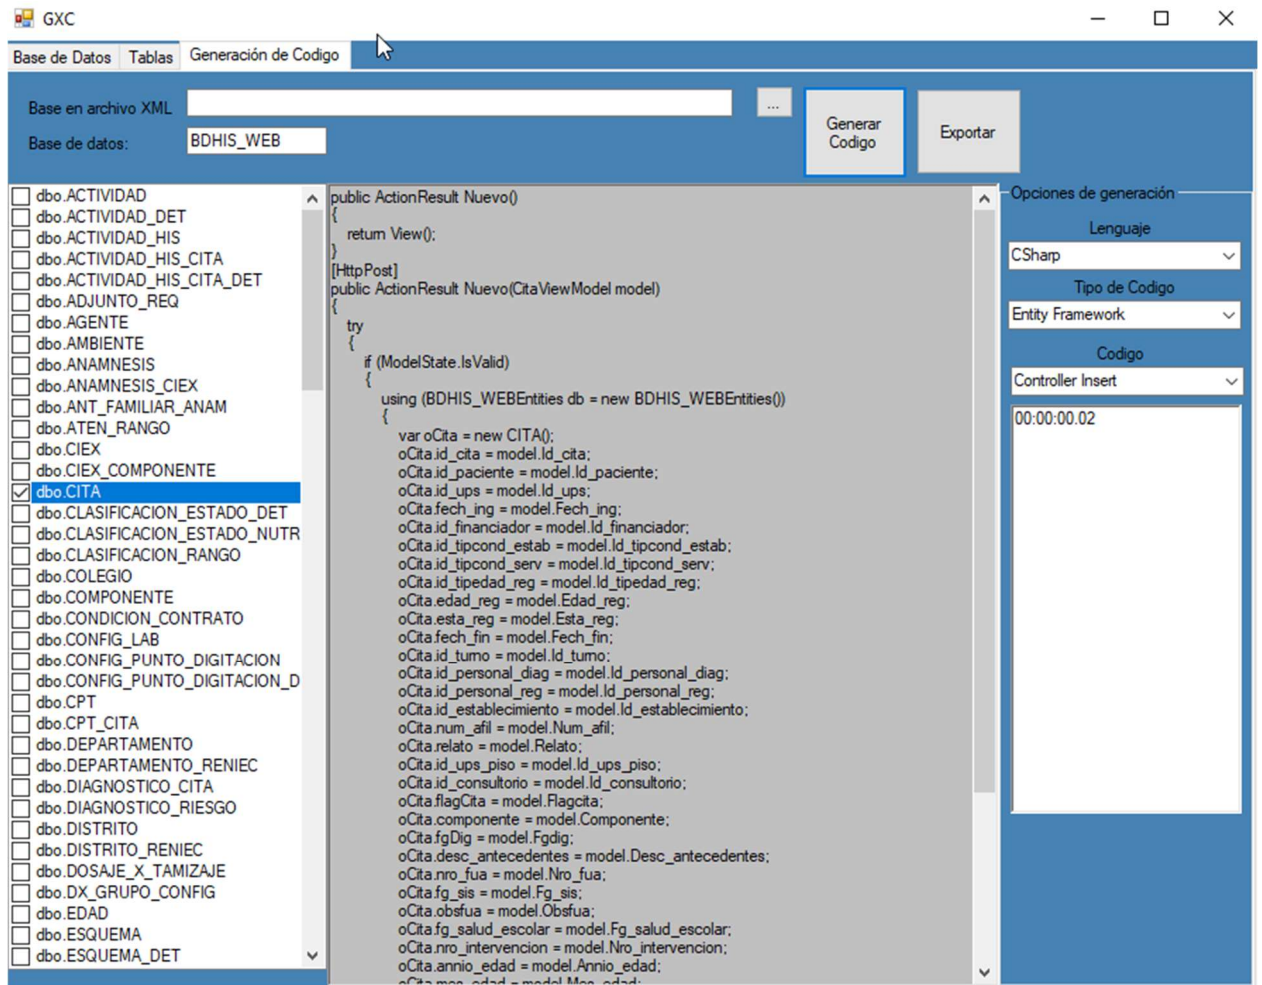 GXC
Base de Datos Tablas Generación de Codigo
Base en archivo XML
...
Generar
Codigo
Exportar
Base de datos: BDHIS_WEB
dbo.ACTIVIDAD
dbo.ACTIVIDAD_DET
dbo.ACTIVIDAD_HIS
dbo.ACTIVIDAD_HIS_CITA
dbo.ACTIVIDAD_HIS_CITA_DET
dbo.ADJUNTO_REQ
dbo.AGENTE
dbo.AMBIENTE
dbo.ANAMNESIS
dbo.ANAMNESIS_CIEX
dbo.ANT_FAMILIAR_ANAM
dbo.ATEN_RANGO
dbo.CIEX
dbo.CIEX_COMPONENTE
dbo.CITA
dbo.CLASIFICACION_ESTADO_DET
dbo.CLASIFICACION_ESTADO_NUTR
dbo.CLASIFICACION_RANGO
dbo.COLEGIO
dbo.COMPONENTE
dbo.CONDICION_CONTRATO
dbo.CONFIG_LAB
dbo.CONFIG_PUNTO_DIGITACION
dbo.CONFIG_PUNTO_DIGITACION_D
dbo.CPT
dbo.CPT_CITA
dbo.DEPARTAMENTO
dbo.DEPARTAMENTO_RENIEC
dbo.DIAGNOSTICO_CITA
dbo.DIAGNOSTICO_RIESGO
dbo.DISTRITO
dbo.DISTRITO_RENIEC
dbo.DOSAJE_X_TAMIZAJE
dbo.DX_GRUPO_CONFIG
dbo.EDAD
dbo.ESQUEMA
dbo.ESQUEMA_DET
public ActionResult Nuevo()
{
return View();
}
[HttpPost]
public ActionResult Nuevo(CitaViewModel model)
{
try
{
if (ModelState.IsValid)
{
using (BDHIS_WEBEntities db = new BDHIS_WEBEntities())
{
var oCita = new CITA();
oCita.id_cita = model.Id_cita;
oCita.id_paciente = model.Id_paciente;
oCita.id_ups = model.Id_ups;
oCita.fech_ing = model.Fech_ing;
oCita.id_financiador = model.Id_financiador;
oCita.id_tipcond_estab = model.Id_tipcond_estab;
oCita.id_tipcond_serv = model.Id_tipcond_serv;
oCita.id_tipedad_reg = model.Id_tipedad_reg;
oCita.edad_reg = model.Edad_reg;
oCita.esta_reg = model.Esta_reg;
oCita.fech_fin = model.Fech_fin;
oCita.id_turno = model.Id_turno;
oCita.id_personal_diag = model.Id_personal_diag;
oCita.id_personal_reg = model.Id_personal_reg;
oCita.id_establecimiento = model.Id_establecimiento;
oCita.num_afil = model.Num_afil;
oCita.relato = model.Relato;
oCita.id_ups_piso = model.Id_ups_piso;
oCita.id_consultorio = model.Id_consultorio;
oCita.flagCita = model.Flagcita;
oCita.componente = model.Componente;
oCita.fgDig = model.Fgdig;
oCita.desc_antecedentes = model.Desc_antecedentes;
oCita.nro_fua = model.Nro_fua;
oCita.fg_sis = model.Fg_sis;
oCita.obsfua = model.Obsfua;
oCita.fg_salud_escolar = model.Fg_salud_escolar;
oCita.nro_intervencion = model.Nro_intervencion;
oCita.annio_edad = model.Annio_edad;
oCita.mes_edad = model.Mes_edad;
Opciones de generación
Lenguaje
CSharp
Tipo de Codigo
Entity Framework
Codigo
Controller Insert
00:00:00.02